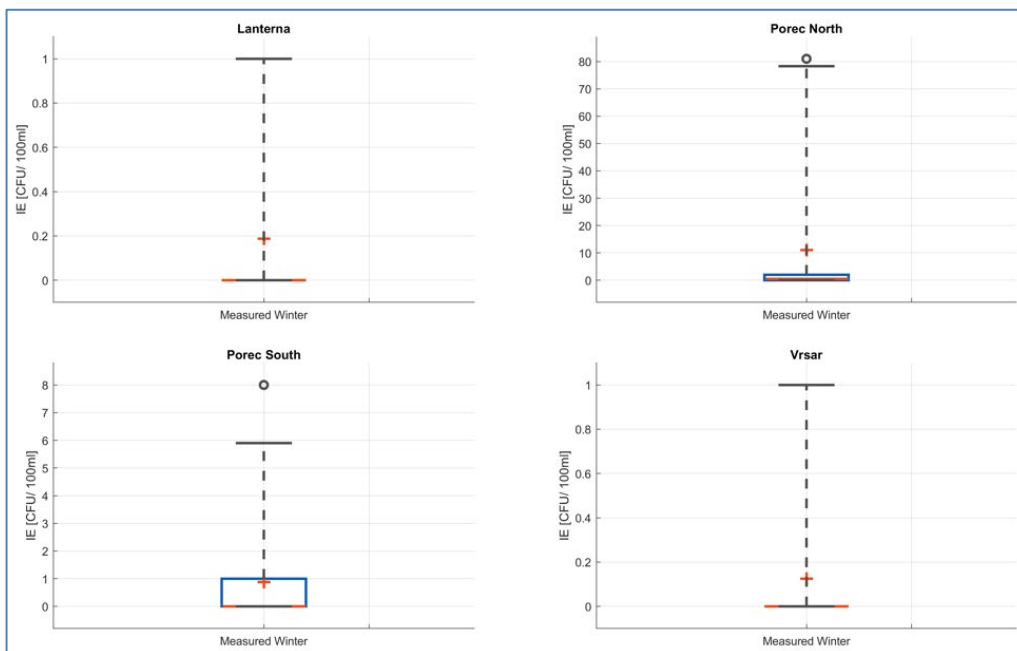 Lanterna
IE [CFU/ 100ml]
1
0.8
0.6
0.4
0.2
0
Measured Winter
Porec North
IE [CFU/ 100ml]
80
70
60
50
40
30
20
10
0
Measured Winter
Porec South
IE [CFU/ 100ml]
8
7
6
5
4
3
2
1
0
Measured Winter
Vrsar
IE [CFU/ 100ml]
1
0.8
0.6
0.4
0.2
0
Measured Winter